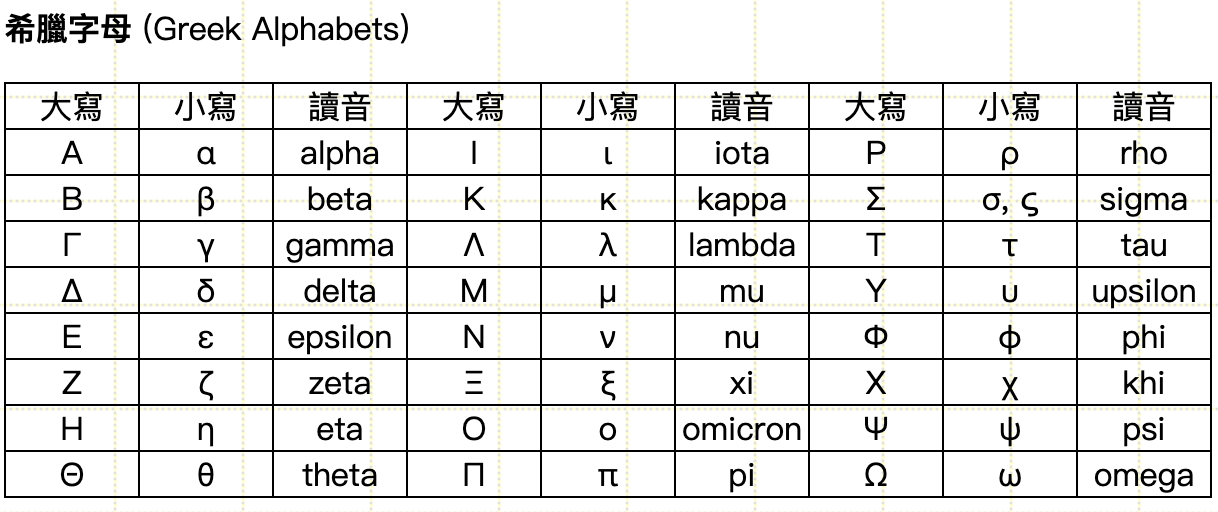 希臘字母 (Greek Alphabets)
大寫 小寫 讀音 大寫 小寫 讀音 大寫 小寫 讀音
Α α alpha Ι ι iota Ρ ρ rho
Β β beta Κ κ kappa Σ σ, ς sigma
Γ γ gamma Λ λ lambda Τ τ tau
Δ δ delta Μ μ mu Υ υ upsilon
Ε ε epsilon Ν ν nu Φ φ phi
Ζ ζ zeta Ξ ξ xi Χ χ khi
Η η eta Ο ο omicron Ψ ψ psi
Θ θ theta Π π pi Ω ω omega